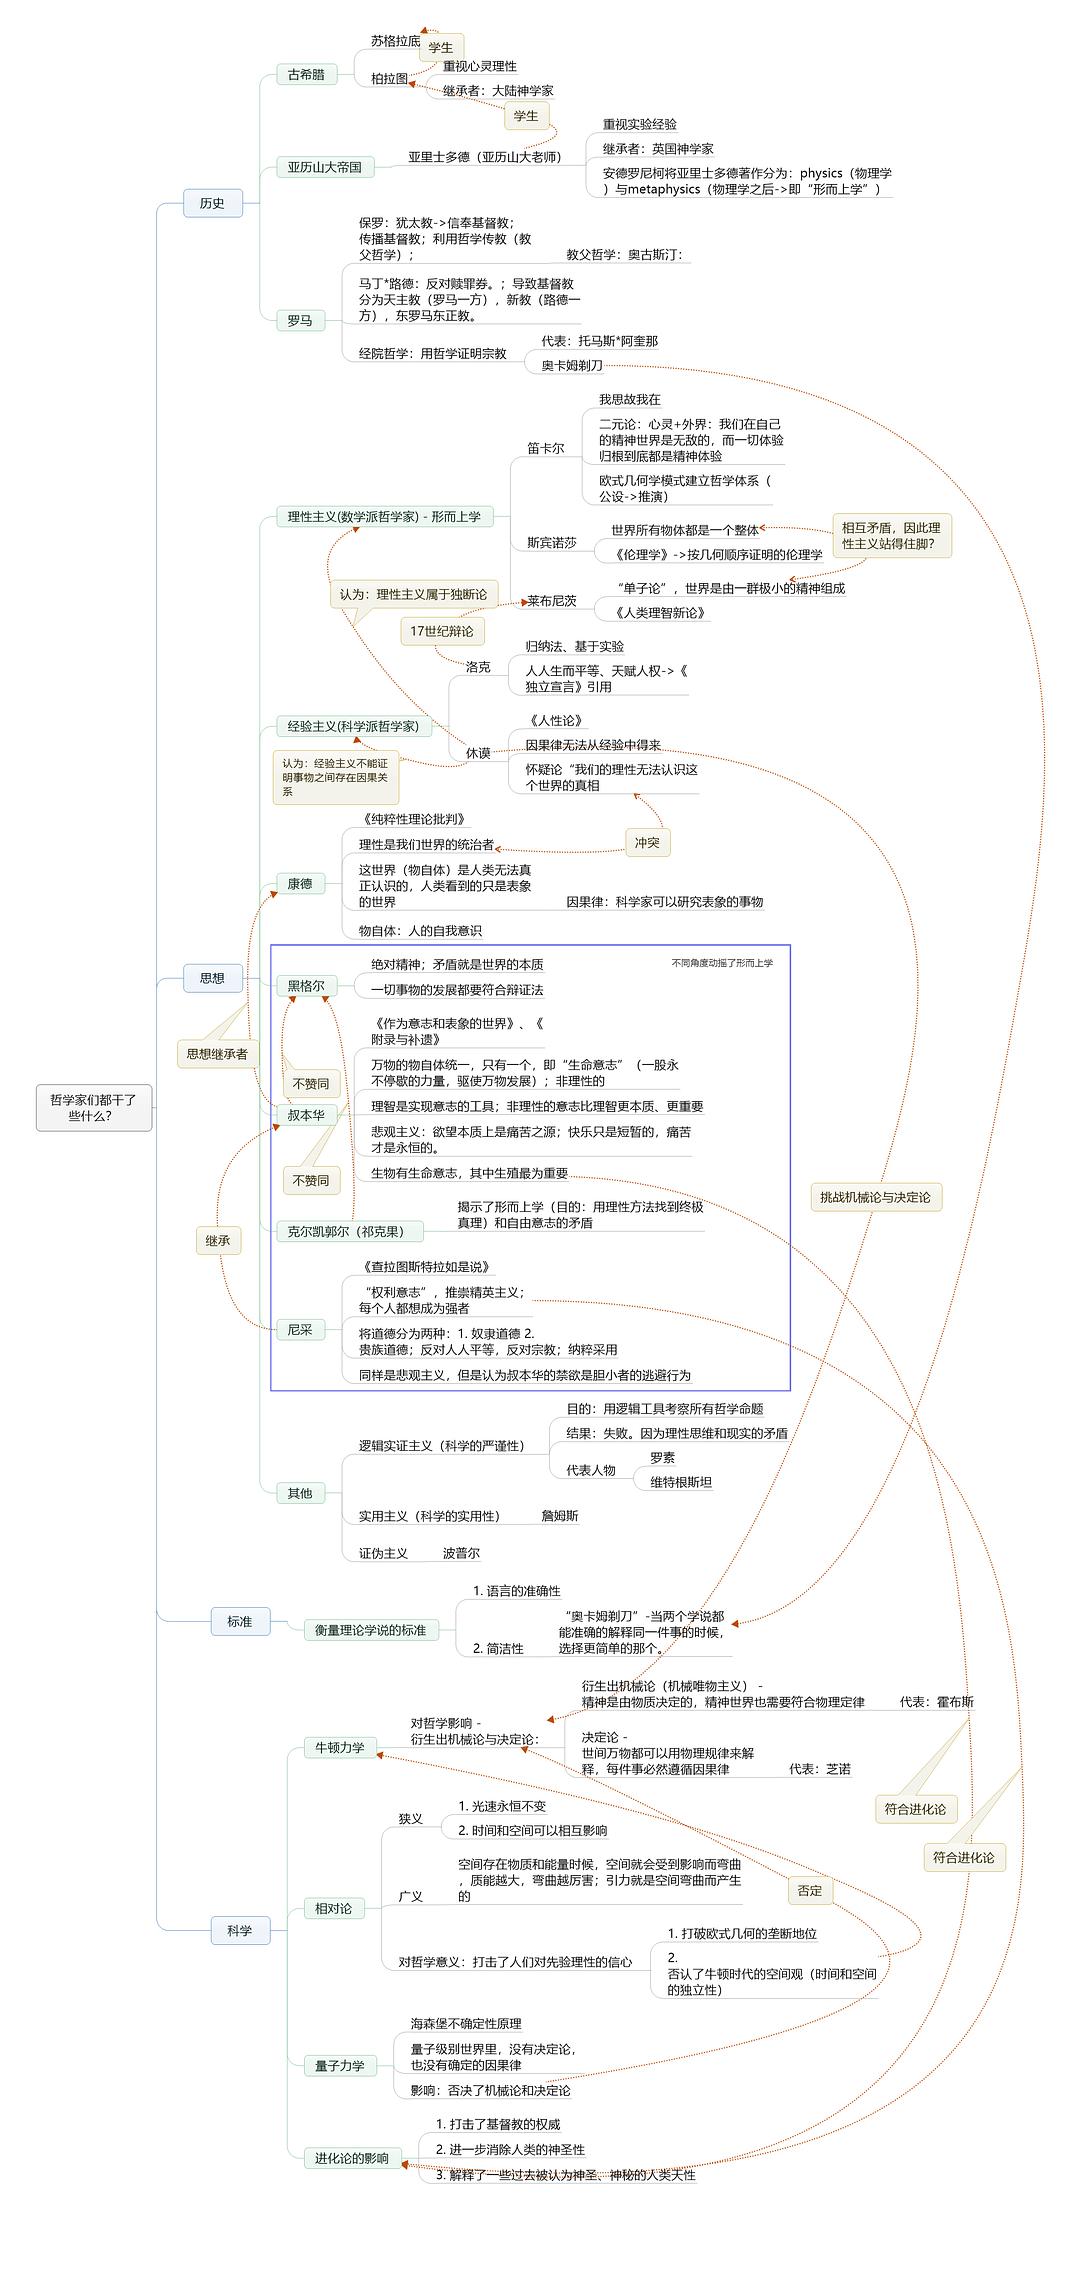 哲学家们都干了
些什么？
历史
古希腊
苏格拉底
学生
柏拉图
重视心灵理性
继承者：大陆神学家
学生
亚历山大帝国
亚里士多德（亚历山大老师）
重视实验经验
继承者：英国神学家
安德罗尼柯将亚里士多德著作分为：physics（物理学
）与metaphysics（物理学之后->即“形而上学”）
罗马
保罗：犹太教->信奉基督教；
传播基督教；利用哲学传教（教
父哲学）；
教父哲学：奥古斯汀：
马丁*路德：反对赎罪券。；导致基督教
分为天主教（罗马一方），新教（路德一
方），东罗马东正教。
经院哲学：用哲学证明宗教
代表：托马斯*阿奎那
奥卡姆剃刀
思想
理性主义(数学派哲学家) - 形而上学
笛卡尔
我思故我在
二元论：心灵+外界：我们在自己
的精神世界是无敌的，而一切体验
归根到底都是精神体验
欧式几何学模式建立哲学体系（
公设->推演）
斯宾诺莎
世界所有物体都是一个整体
《伦理学》->按几何顺序证明的伦理学
相互矛盾，因此理
性主义站得住脚？
莱布尼茨
“单子论”，世界是由一群极小的精神组成
《人类理智新论》
认为：理性主义属于独断论
17世纪辩论
经验主义(科学派哲学家)
洛克
归纳法、基于实验
人人生而平等、天赋人权->《
独立宣言》引用
休谟
《人性论》
因果律无法从经验中得来
怀疑论“我们的理性无法认识这
个世界的真相
认为：经验主义不能证
明事物之间存在因果关
系
冲突
康德
《纯粹性理论批判》
理性是我们世界的统治者
这世界（物自体）是人类无法真
正认识的，人类看到的只是表象
的世界
因果律：科学家可以研究表象的事物
物自体：人的自我意识
不同角度动摇了形而上学
黑格尔
绝对精神；矛盾就是世界的本质
一切事物的发展都要符合辩证法
思想继承者
不赞同
叔本华
《作为意志和表象的世界》、《
附录与补遗》
万物的物自体统一，只有一个，即“生命意志”（一股永
不停歇的力量，驱使万物发展）；非理性的
理智是实现意志的工具；非理性的意志比理智更本质、更重要
悲观主义：欲望本质上是痛苦之源；快乐只是短暂的，痛苦
才是永恒的。
生物有生命意志，其中生殖最为重要
不赞同
挑战机械论与决定论
克尔凯郭尔（祁克果）
揭示了形而上学（目的：用理性方法找到终极
真理）和自由意志的矛盾
继承
尼采
《查拉图斯特拉如是说》
“权利意志”，推崇精英主义；
每个人都想成为强者
将道德分为两种：1. 奴隶道德 2.
贵族道德；反对人人平等，反对宗教；纳粹采用
同样是悲观主义，但是认为叔本华的禁欲是胆小者的逃避行为
其他
逻辑实证主义（科学的严谨性）
目的：用逻辑工具考察所有哲学命题
结果：失败。因为理性思维和现实的矛盾
代表人物
罗素
维特根斯坦
实用主义（科学的实用性）
詹姆斯
证伪主义
波普尔
标准
衡量理论学说的标准
1. 语言的准确性
2. 简洁性
“奥卡姆剃刀”-当两个学说都
能准确的解释同一件事的时候，
选择更简单的那个。
科学
牛顿力学
对哲学影响 -
衍生出机械论与决定论：
衍生出机械论（机械唯物主义） -
精神是由物质决定的，精神世界也需要符合物理定律
代表：霍布斯
决定论 -
世间万物都可以用物理规律来解
释，每件事必然遵循因果律
代表：芝诺
符合进化论
符合进化论
相对论
狭义
1. 光速永恒不变
2. 时间和空间可以相互影响
广义
空间存在物质和能量时候，空间就会受到影响而弯曲
，质能越大，弯曲越厉害；引力就是空间弯曲而产生
的
否定
对哲学意义：打击了人们对先验理性的信心
1. 打破欧式几何的垄断地位
2.
否认了牛顿时代的空间观（时间和空间
的独立性）
量子力学
海森堡不确定性原理
量子级别世界里，没有决定论，
也没有确定的因果律
影响：否决了机械论和决定论
进化论的影响
1. 打击了基督教的权威
2. 进一步消除人类的神圣性
3. 解释了一些过去被认为神圣、神秘的人类天性